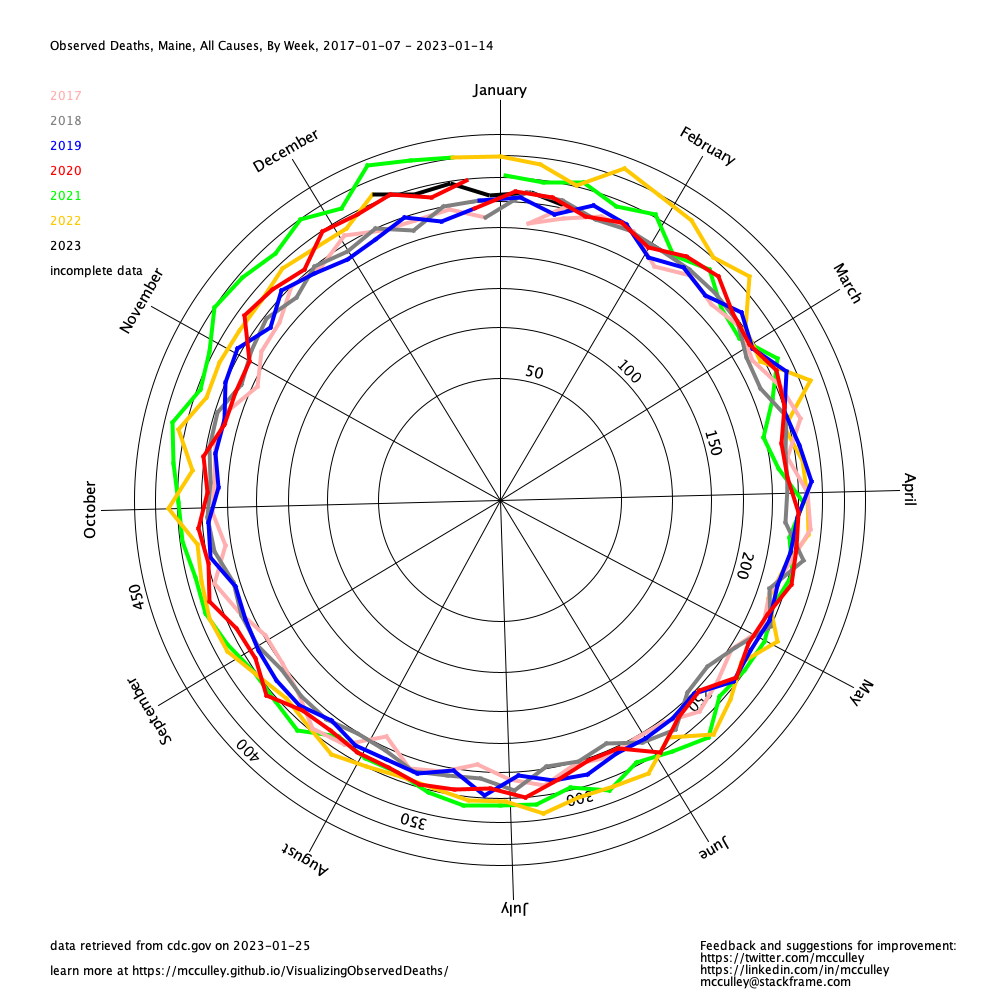 Observed Deaths, Maine, All Causes, By Week, 2017-01-07 - 2023-01-14
January
2017
2018
2019
2020
2021
2022
2023
incomplete data
February
March
April
May
June
July
August
September
October
November
December
50
100
150
200
250
300
350
400
450
data retrieved from cdc.gov on 2023-01-25
learn more at https://mcculley.github.io/VisualizingObservedDeaths/
Feedback and suggestions for improvement:
https://twitter.com/mcculley
https://linkedin.com/in/mcculley
mcculley@stackframe.com